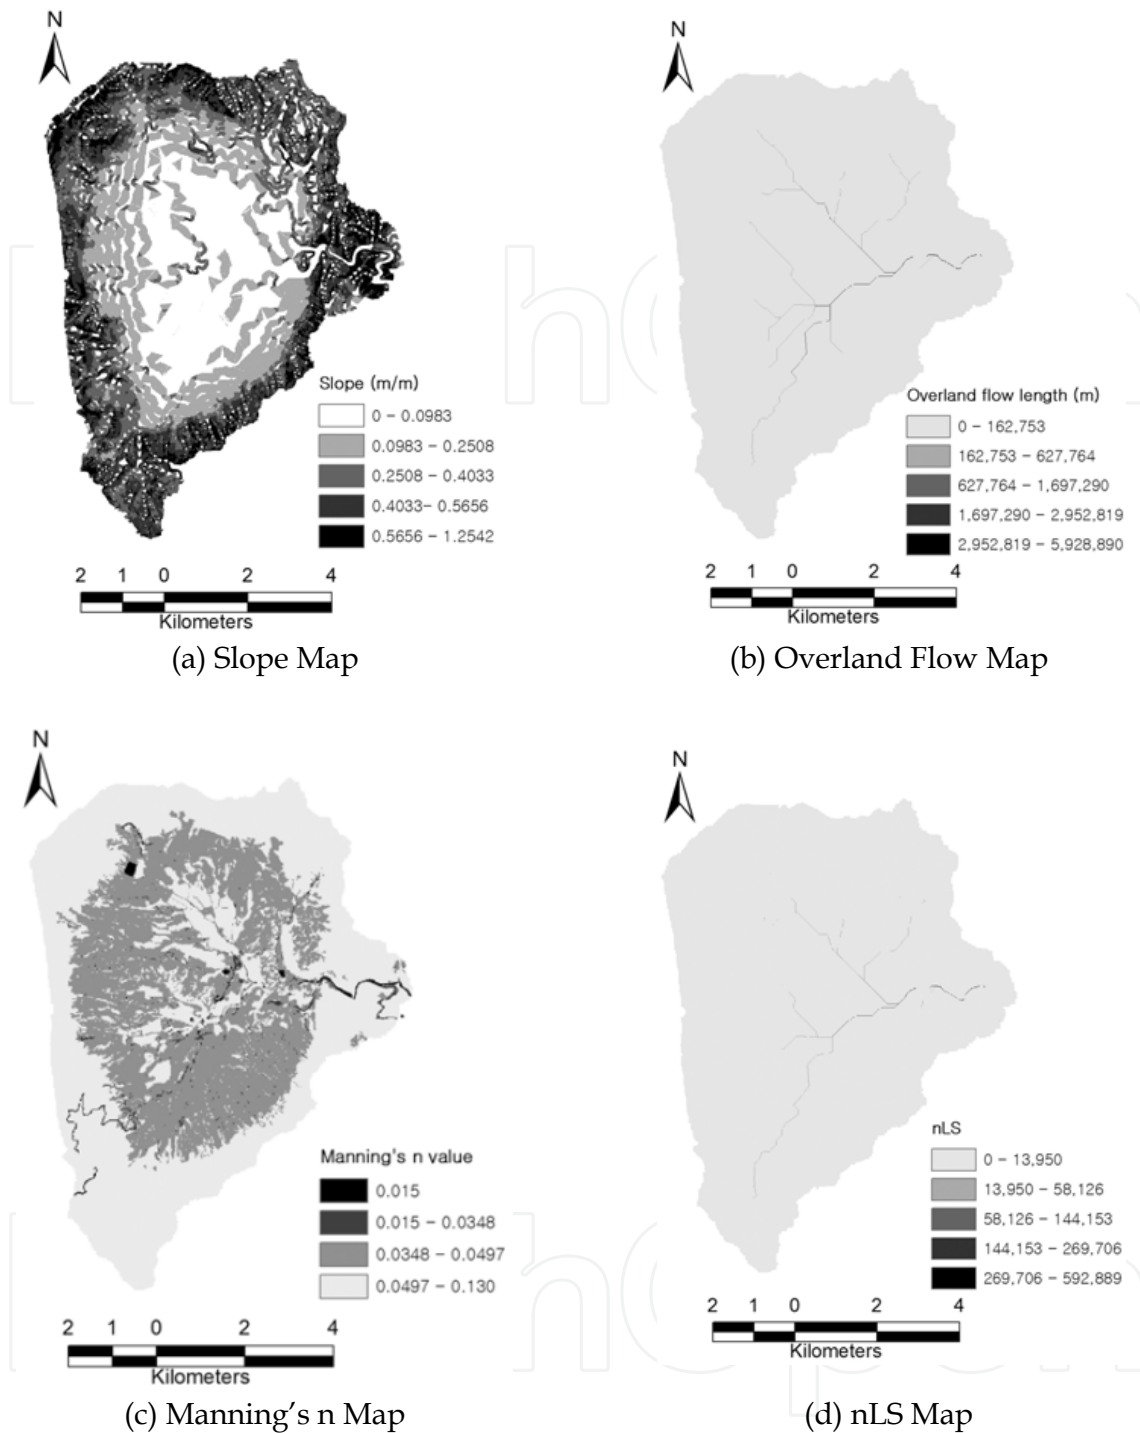 N
Slope (m/m)
0 – 0.0983
0.0983 – 0.2508
0.2508 – 0.4033
0.4033– 0.5656
0.5656 – 1.2542
2 1 0 2 4
Kilometers
(a) Slope Map
N
Overland flow length (m)
0 – 162,753
162,753 – 627,764
627,764 – 1,697,290
1,697,290 – 2,952,819
2,952,819 – 5,928,890
2 1 0 2 4
Kilometers
(b) Overland Flow Map
N
Manning's n value
0.015
0.015 – 0.0348
0.0348 – 0.0497
0.0497 – 0.130
2 1 0 2 4
Kilometers
(c) Manning’s n Map
N
nLS
0 – 13,950
13,950 – 58,126
58,126 – 144,153
144,153 – 269,706
269,706 – 592,889
2 1 0 2 4
Kilometers
(d) nLS Map